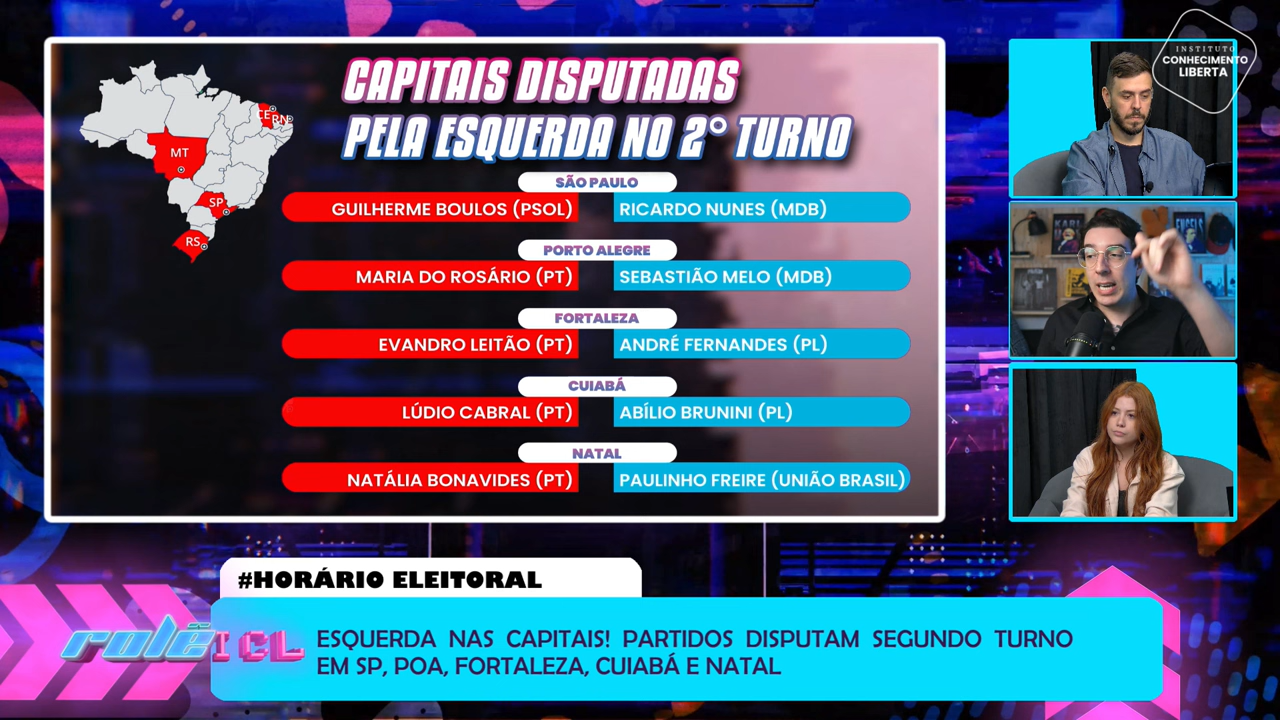 CAPITAIS DISPUTADAS
PELA ESQUERDA NO 2° TURNO
CE
RN
MT
SP
RS
SÃO PAULO
GUILHERME BOULOS (PSOL)
RICARDO NUNES (MDB)
PORTO ALEGRE
MARIA DO ROSÁRIO (PT)
SEBASTIÃO MELO (MDB)
FORTALEZA
EVANDRO LEITÃO (PT)
ANDRÉ FERNANDES (PL)
CUIABÁ
LÚDIO CABRAL (PT)
ABÍLIO BRUNINI (PL)
NATAL
NATÁLIA BONAVIDES (PT)
PAULINHO FREIRE (UNIÃO BRASIL)
INSTITUTO
CONHECIMENTO
LIBERTA
KARL
ENGELS
#HORÁRIO ELEITORAL
rolê ICL
ESQUERDA NAS CAPITAIS! PARTIDOS DISPUTAM SEGUNDO TURNO
EM SP, POA, FORTALEZA, CUIABÁ E NATAL